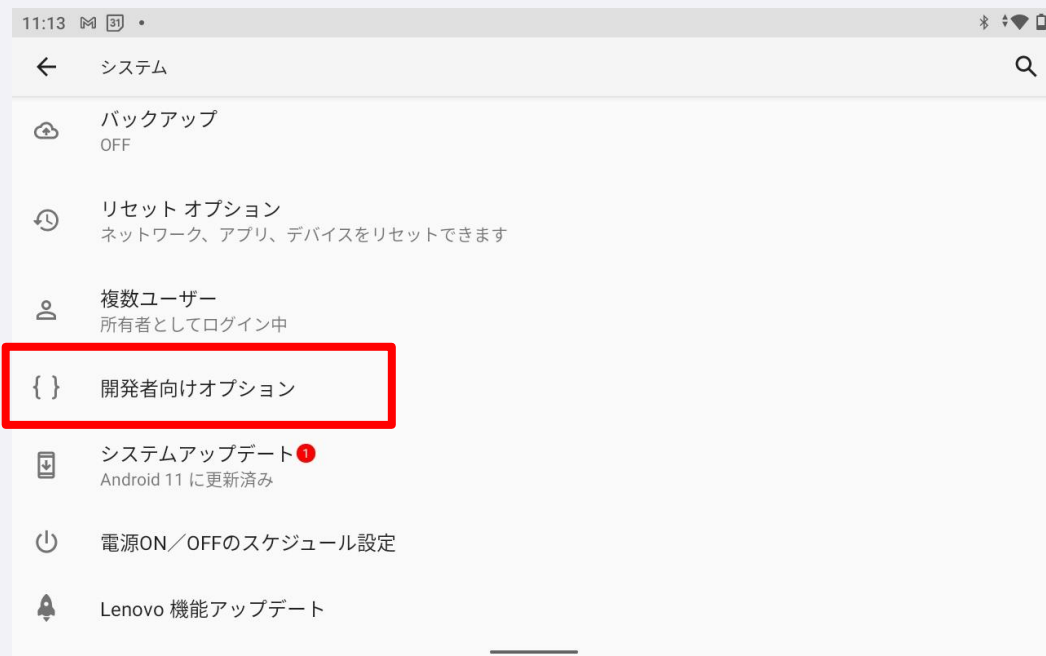 11:13 31
システム
バックアップ
OFF
リセット オプション
ネットワーク、アプリ、デバイスをリセットできます
複数ユーザー
所有者としてログイン中
{ } 開発者向けオプション
システムアップデート 1
Android 11 に更新済み
電源ON／OFFのスケジュール設定
Lenovo 機能アップデート